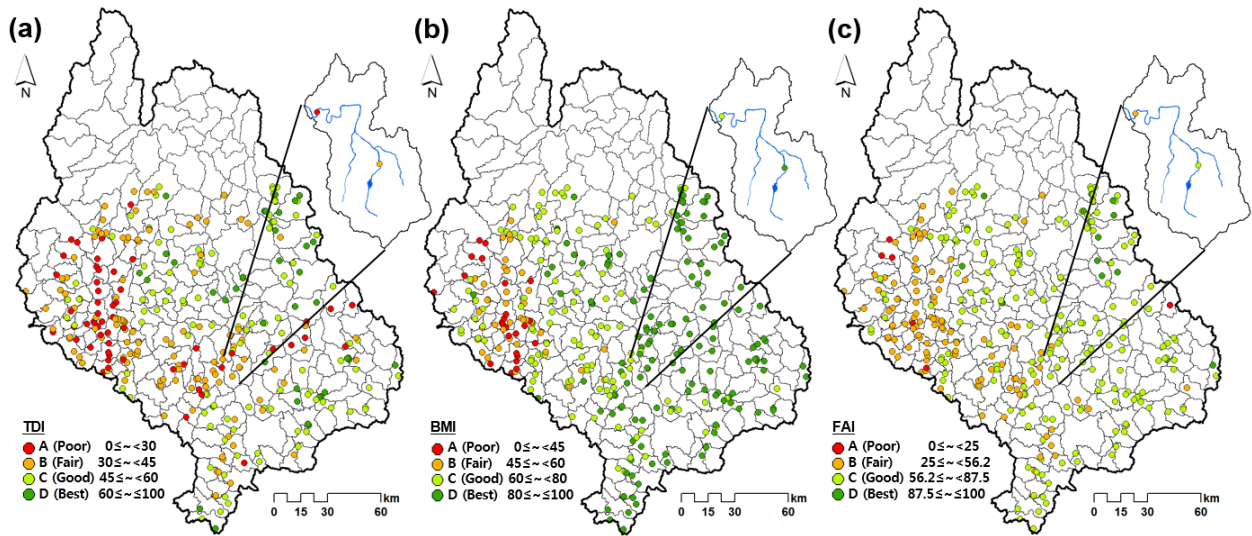 (a)
N
TDI
A (Poor) 0≤~<30
B (Fair) 30≤~<45
C (Good) 45≤~<60
D (Best) 60≤~≤100
km
0 15 30 60
(b)
N
BMI
A (Poor) 0≤~<45
B (Fair) 45≤~<60
C (Good) 60≤~<80
D (Best) 80≤~≤100
km
0 15 30 60
(c)
N
FAI
A (Poor) 0≤~<25
B (Fair) 25≤~<56.2
C (Good) 56.2≤~<87.5
D (Best) 87.5≤~≤100
km
0 15 30 60